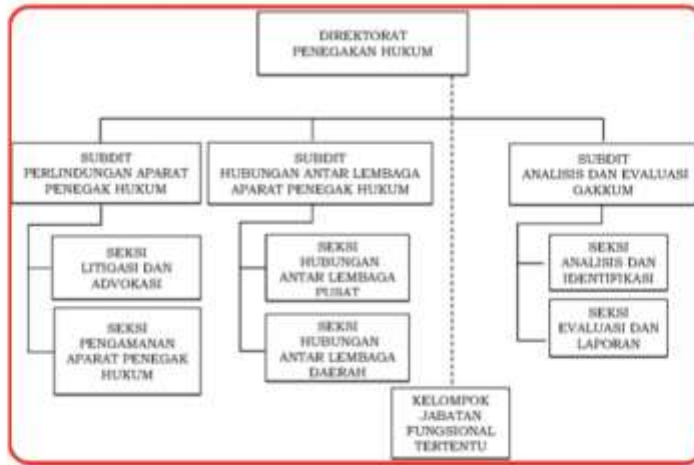 DIREKTORAT
PENEGAKAN HUKUM
SUBDIT
PERLINDUNGAN APARAT
PENEGAK HUKUM
SUBDIT
HUBUNGAN ANTAR LEMBAGA
APARAT PENEGAK HUKUM
SUBDIT
ANALISIS DAN EVALUASI
GAKKUM
SEKSI
LITIGASI DAN
ADVOKASI
SEKSI
HUBUNGAN
ANTAR LEMBAGA
PUSAT
SEKSI
ANALISIS DAN
IDENTIFIKASI
SEKSI
PENGAMANAN
APARAT PENEGAK
HUKUM
SEKSI
HUBUNGAN
ANTAR LEMBAGA
DAERAH
SEKSI
EVALUASI DAN
LAPORAN
KELOMPOK
JABATAN
FUNGSIONAL
TERTENTU